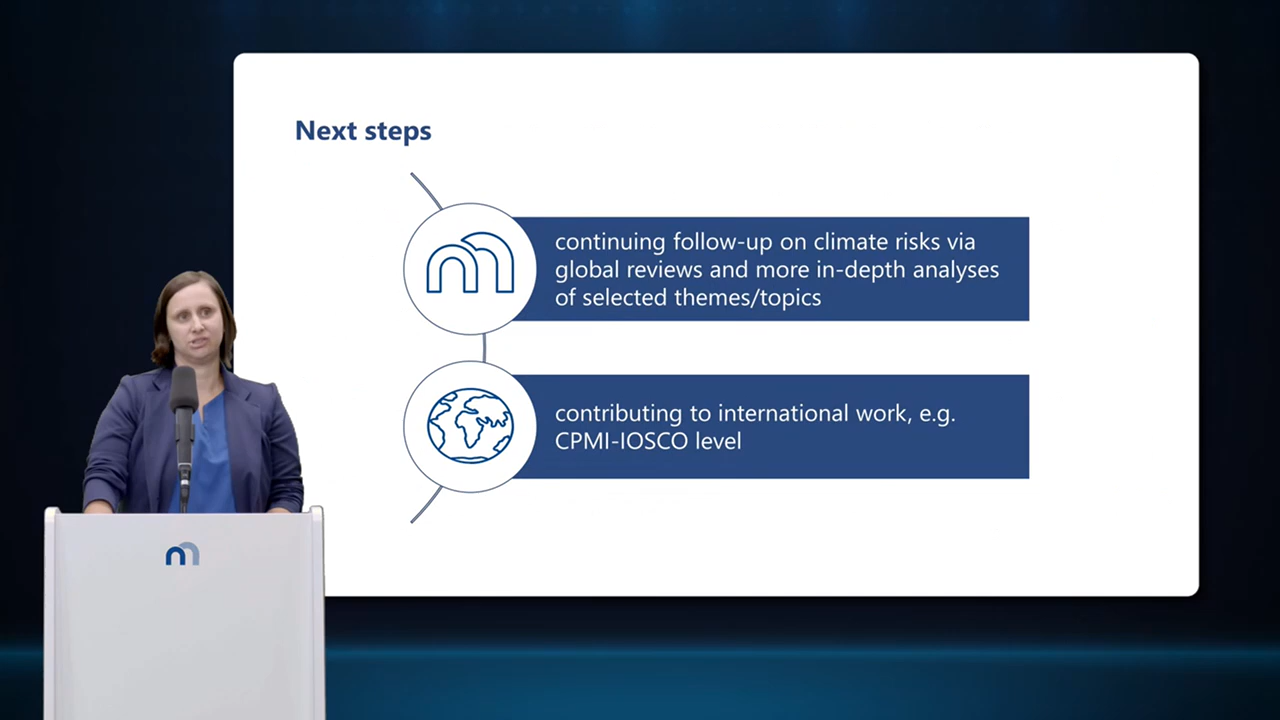 Next steps
continuing follow-up on climate risks via
global reviews and more in-depth analyses
of selected themes/topics
contributing to international work, e.g.
CPMI-IOSCO level